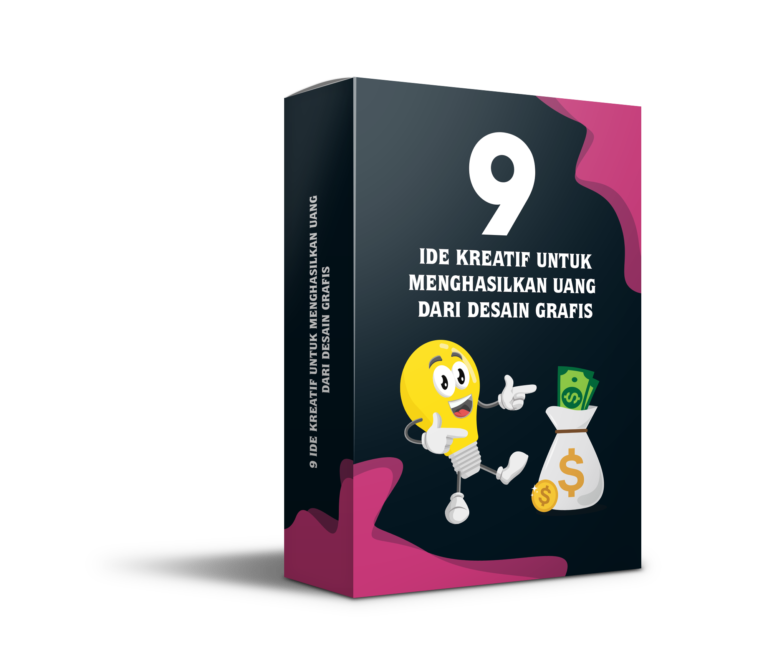 9
IDE KREATIF UNTUK
MENGHASILKAN UANG
DARI DESAIN GRAFIS
$
$
$
9 IDE KREATIF UNTUK MENGHASILKAN UANG
DARI DESAIN GRAFIS